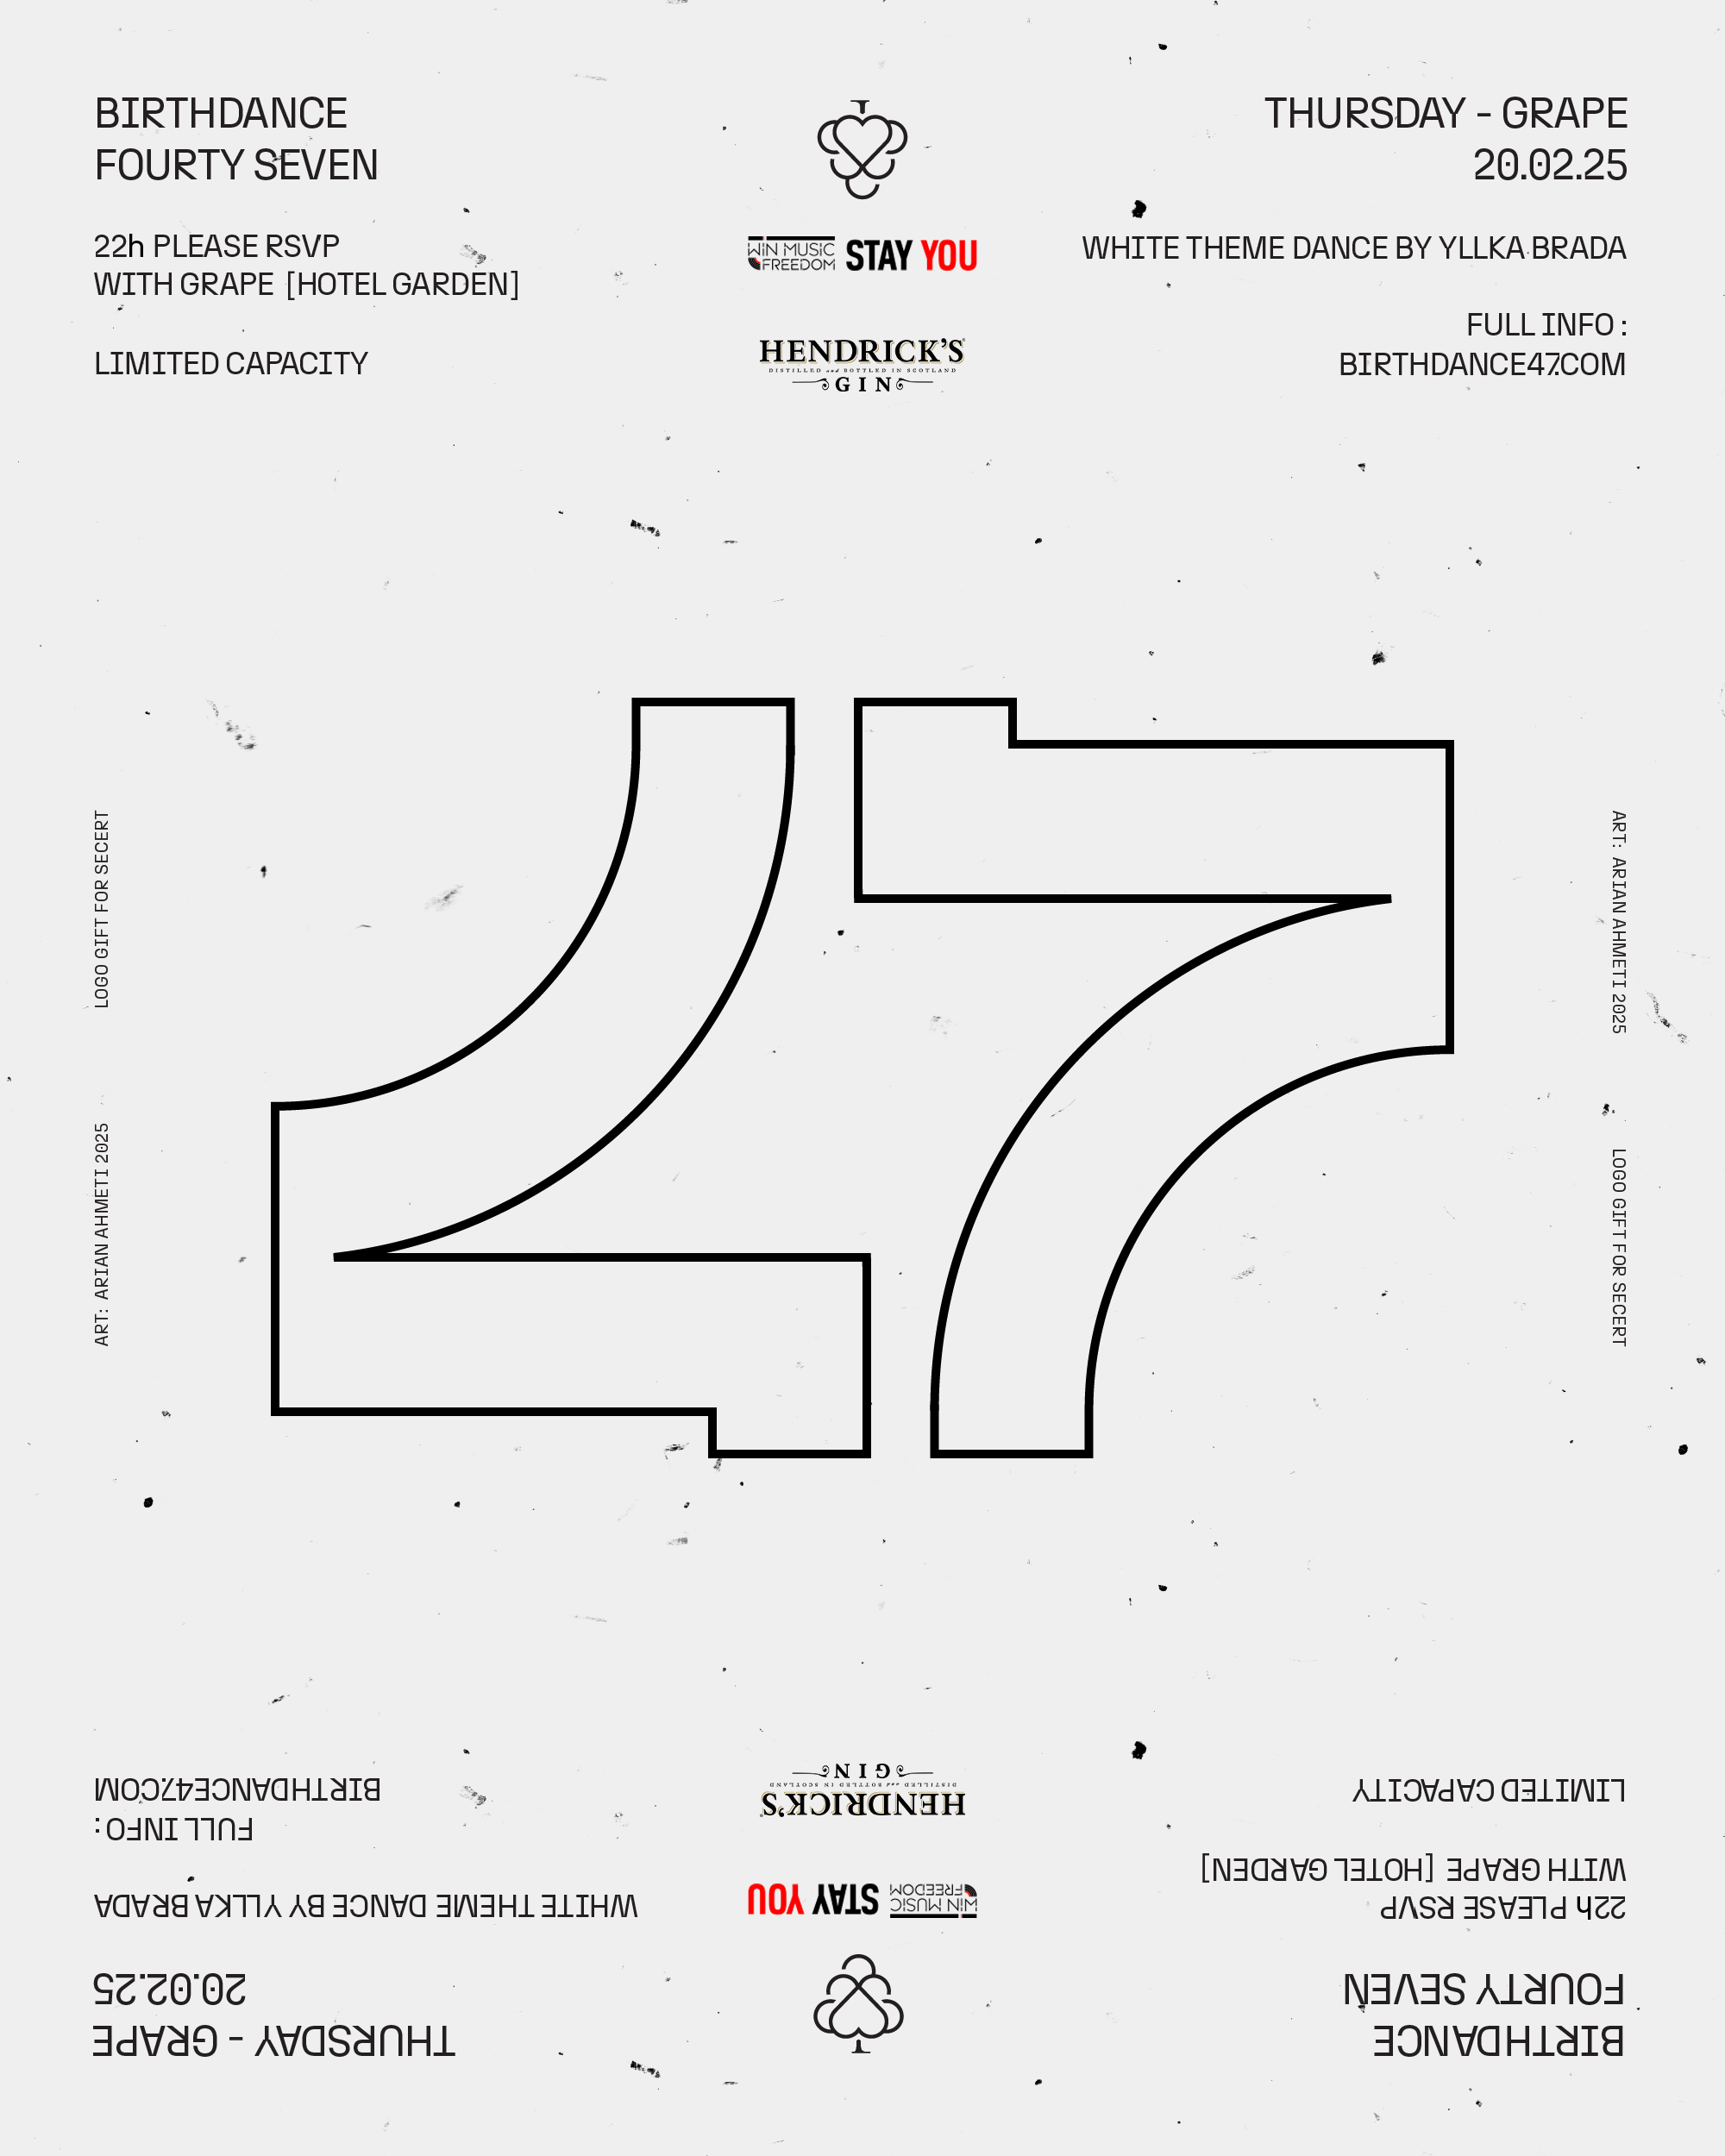 BIRTHDANCE
FOURTY SEVEN
22h PLEASE RSVP
WITH GRAPE [HOTEL GARDEN]
LIMITED CAPACITY
WIN MUSIC
FREEDOM
STAY YOU
HENDRICK'S
DISTILLED and BOTTLED IN SCOTLAND
GIN
THURSDAY - GRAPE
20.02.25
WHITE THEME DANCE BY YLLKA BRADA
FULL INFO :
BIRTHDANCE47.COM
LOGO GIFT FOR SECERT
ART: ARIAN AHMETI 2025
47
ART: ARIAN AHMETI 2025
LOGO GIFT FOR SECERT
BIRTHDANCE
FOURTY SEVEN
22h PLEASE RSVP
WITH GRAPE [HOTEL GARDEN]
LIMITED CAPACITY
WIN MUSIC
FREEDOM
STAY YOU
HENDRICK'S
DISTILLED and BOTTLED IN SCOTLAND
GIN
THURSDAY - GRAPE
20.02.25
WHITE THEME DANCE BY YLLKA BRADA
FULL INFO :
BIRTHDANCE47.COM